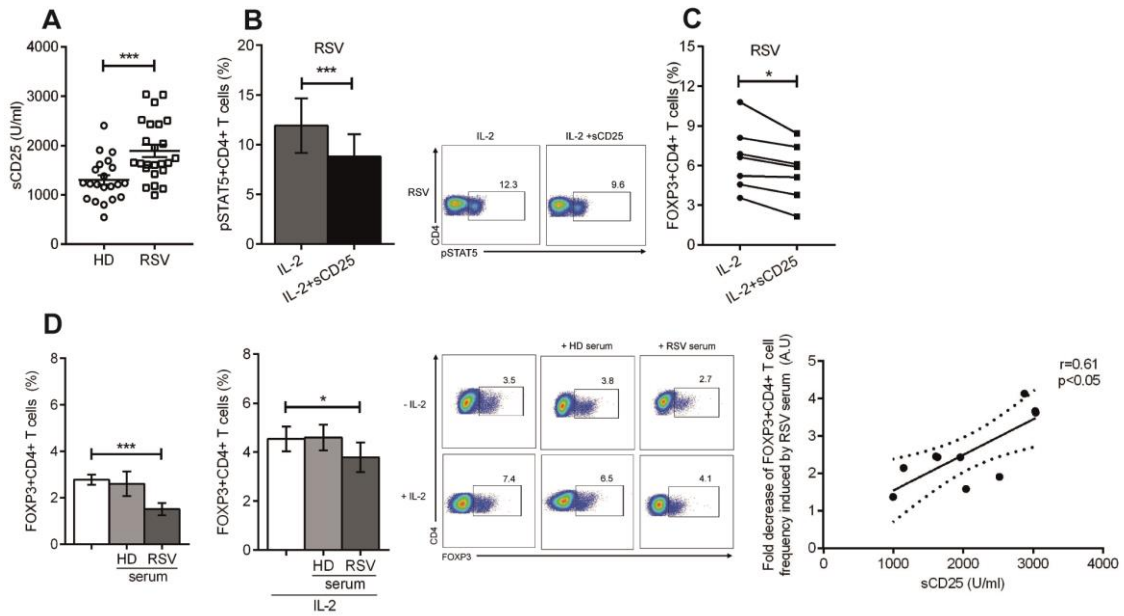 A
sCD25 (U/ml)
4000
3000
2000
1000
0
***
HD
RSV
B
pSTAT5+CD4+ T cells (%)
20
15
10
5
0
RSV
***
IL-2
IL-2+sCD25
IL-2
IL-2 +sCD25
RSV
12.3
9.6
CD4
pSTAT5
C
FOXP3+CD4+ T cells (%)
15
12
9
6
3
0
RSV
*
IL-2
IL-2+sCD25
D
FOXP3+CD4+ T cells (%)
8
6
4
2
0
***
HD RSV
serum
FOXP3+CD4+ T cells (%)
8
6
4
2
0
*
HD RSV
serum
IL-2
+ HD serum
+ RSV serum
- IL-2
3.5
3.8
2.7
+ IL-2
7.4
6.5
4.1
CD4
FOXP3
Fold decrease of FOXP3+CD4+ T cell
frequency induced by RSV serum (A.U)
5
4
3
2
1
0
r=0.61
p<0.05
0 1000 2000 3000 4000
sCD25 (U/ml)